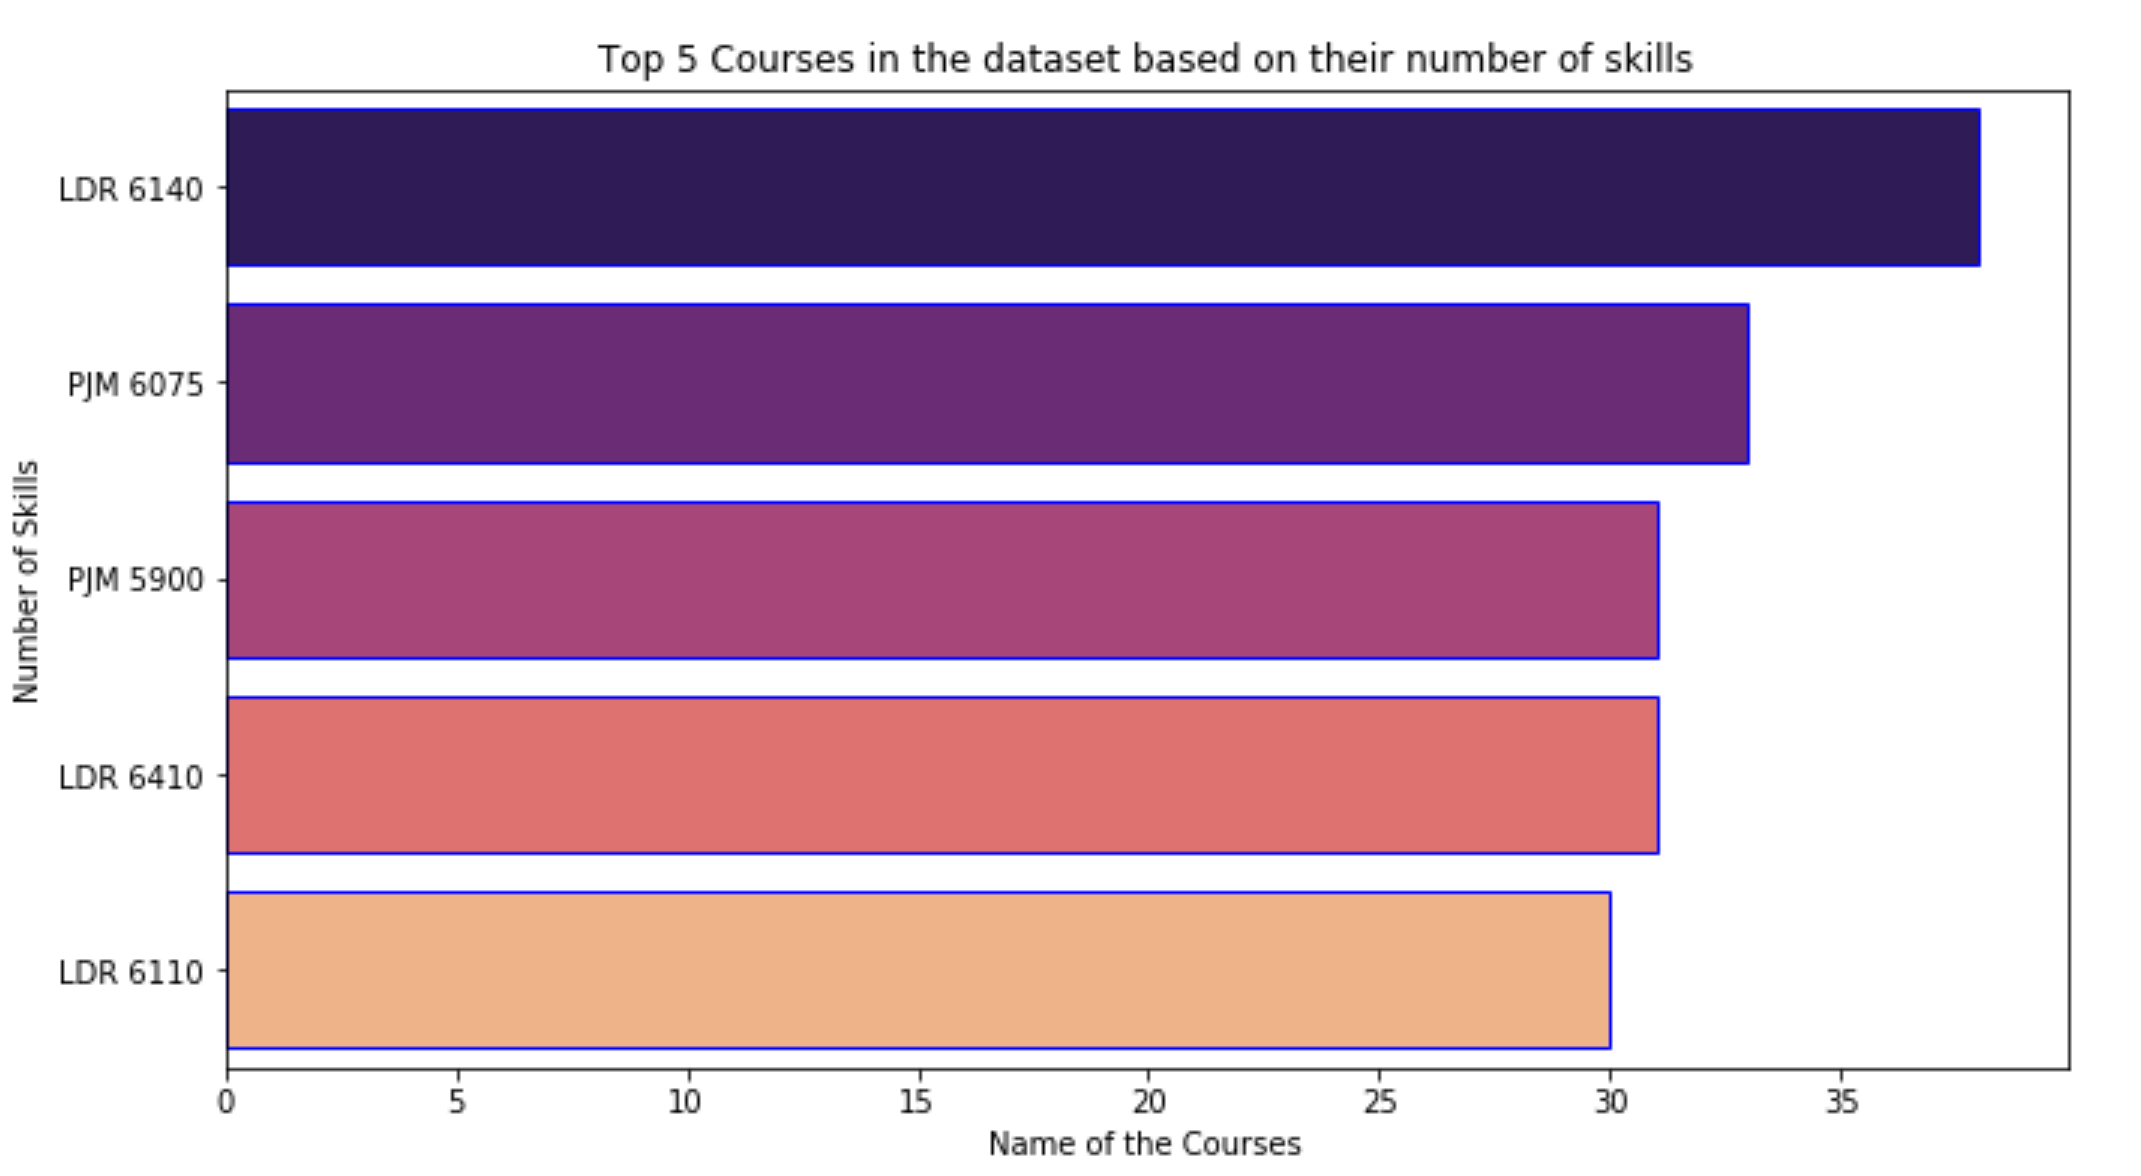 Top 5 Courses in the dataset based on their number of skills
Number of Skills
LDR 6140
PJM 6075
PJM 5900
LDR 6410
LDR 6110
0 5 10 15 20 25 30 35
Name of the Courses